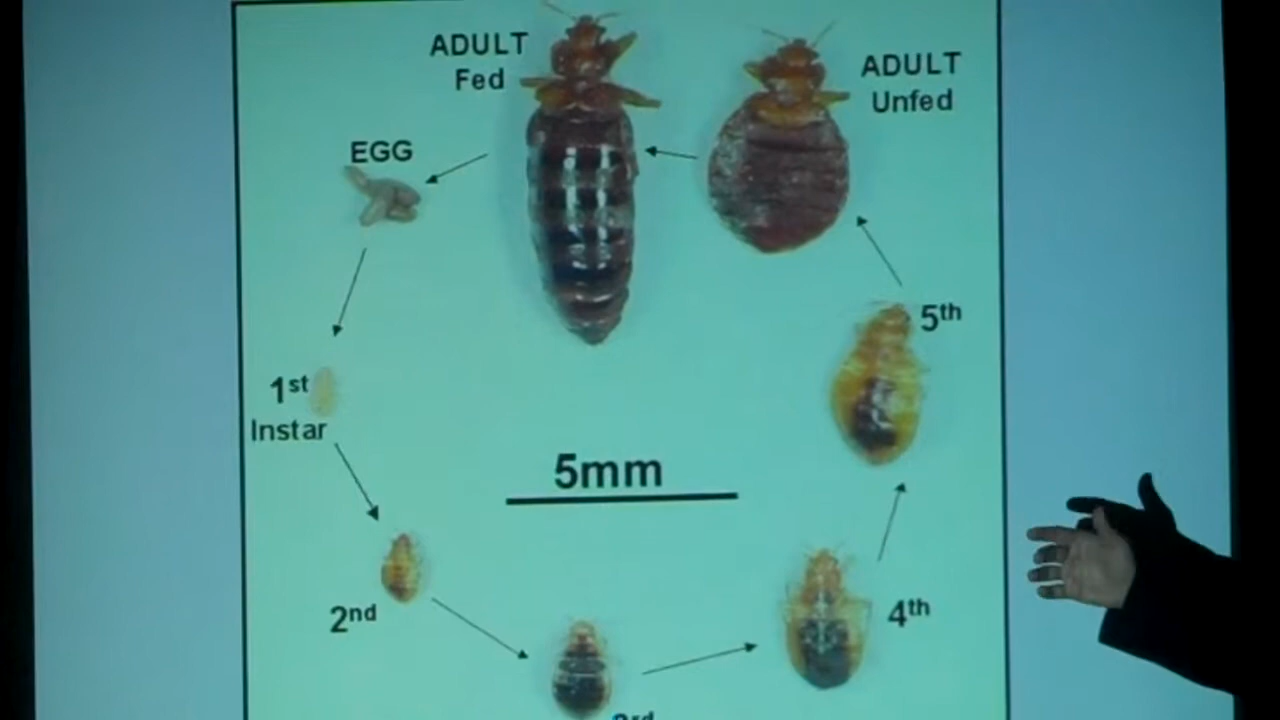 ADULT
Fed
ADULT
Unfed
EGG
5th
1st
Instar
5mm
2nd
4th